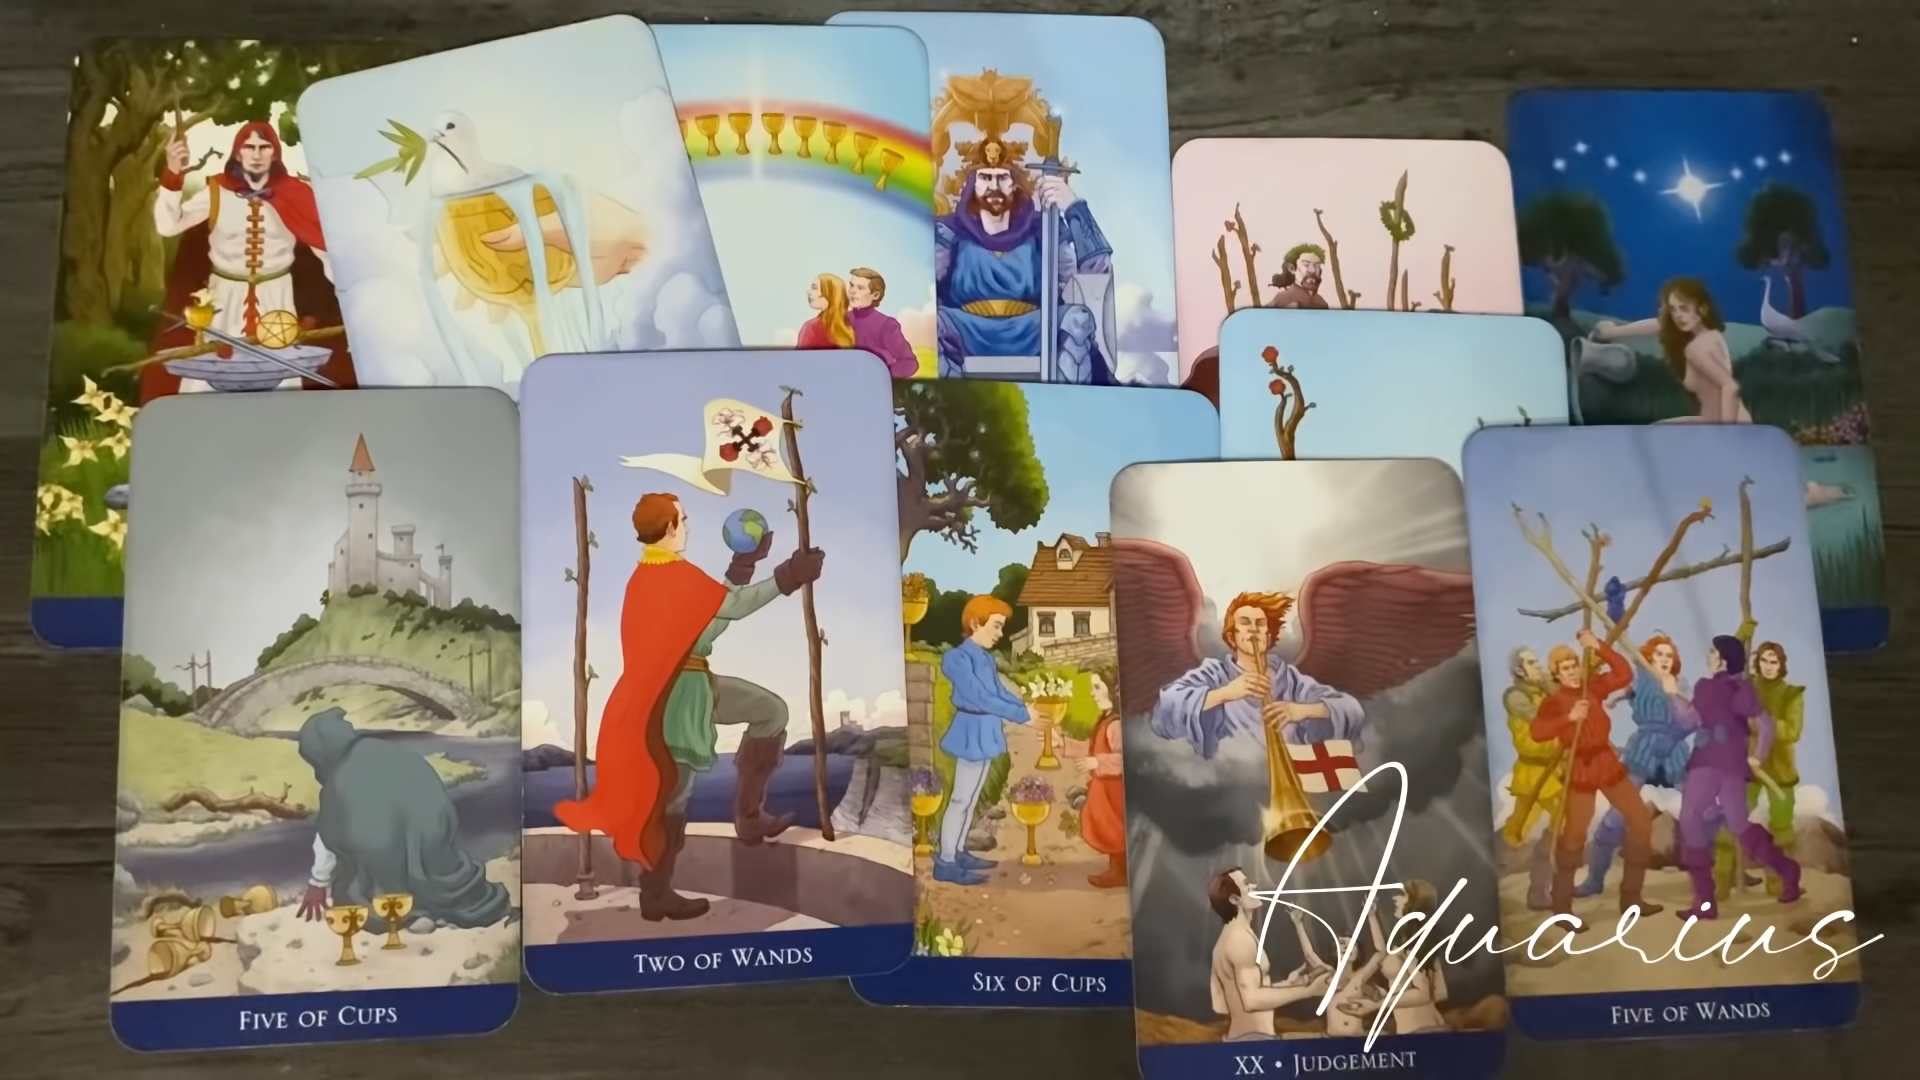 Five of Cups
Two of Wands
Six of Cups
XX • Judgement
Five of Wands
Aquarius